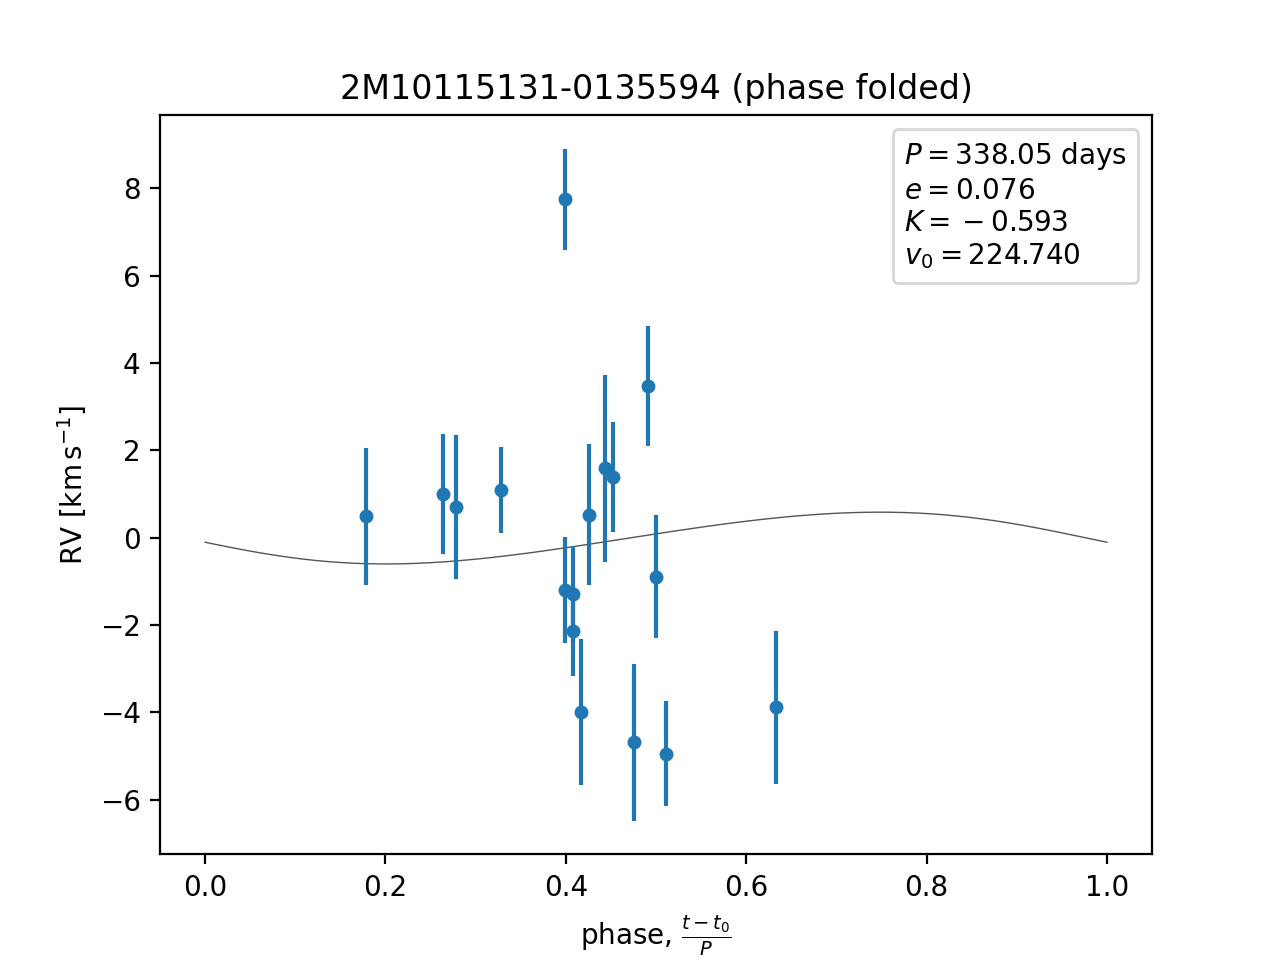 2M10115131-0135594 (phase folded)
P = 338.05 days
e = 0.076
K = −0.593
v₀ = 224.740
RV [km s⁻¹]
8
6
4
2
0
−2
−4
−6
0.0 0.2 0.4 0.6 0.8 1.0
phase, (t − t₀)/P